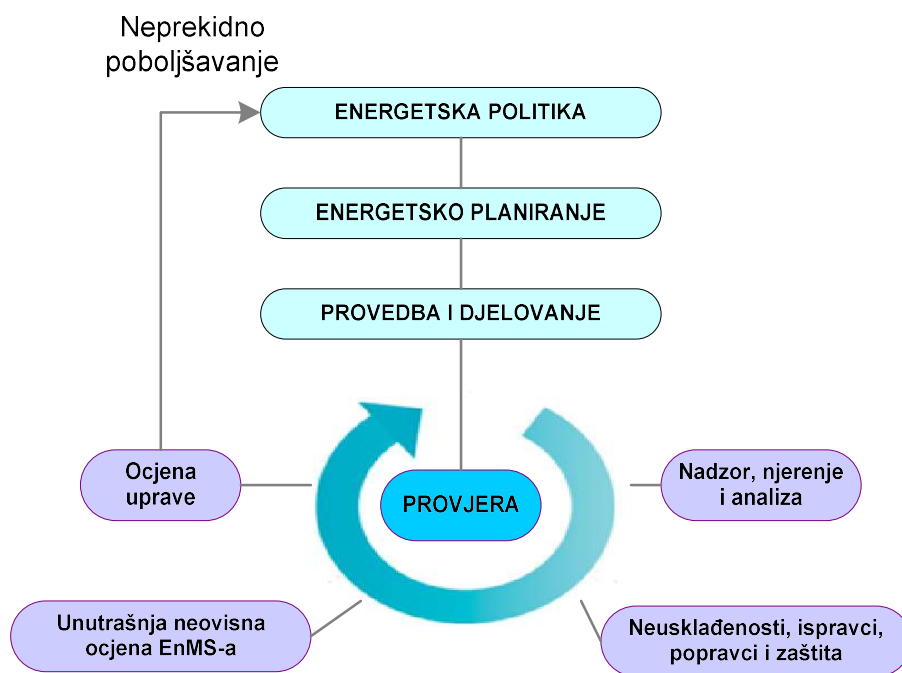 Neprekidno
poboljšavanje
ENERGETSKA POLITIKA
ENERGETSKO PLANIRANJE
PROVEDBA I DJELOVANJE
Ocjena
uprave
PROVJERA
Nadzor, njerenje
i analiza
Unutrašnja neovisna
ocjena EnMS-a
Neusklađenosti, ispravci,
popravci i zaštita